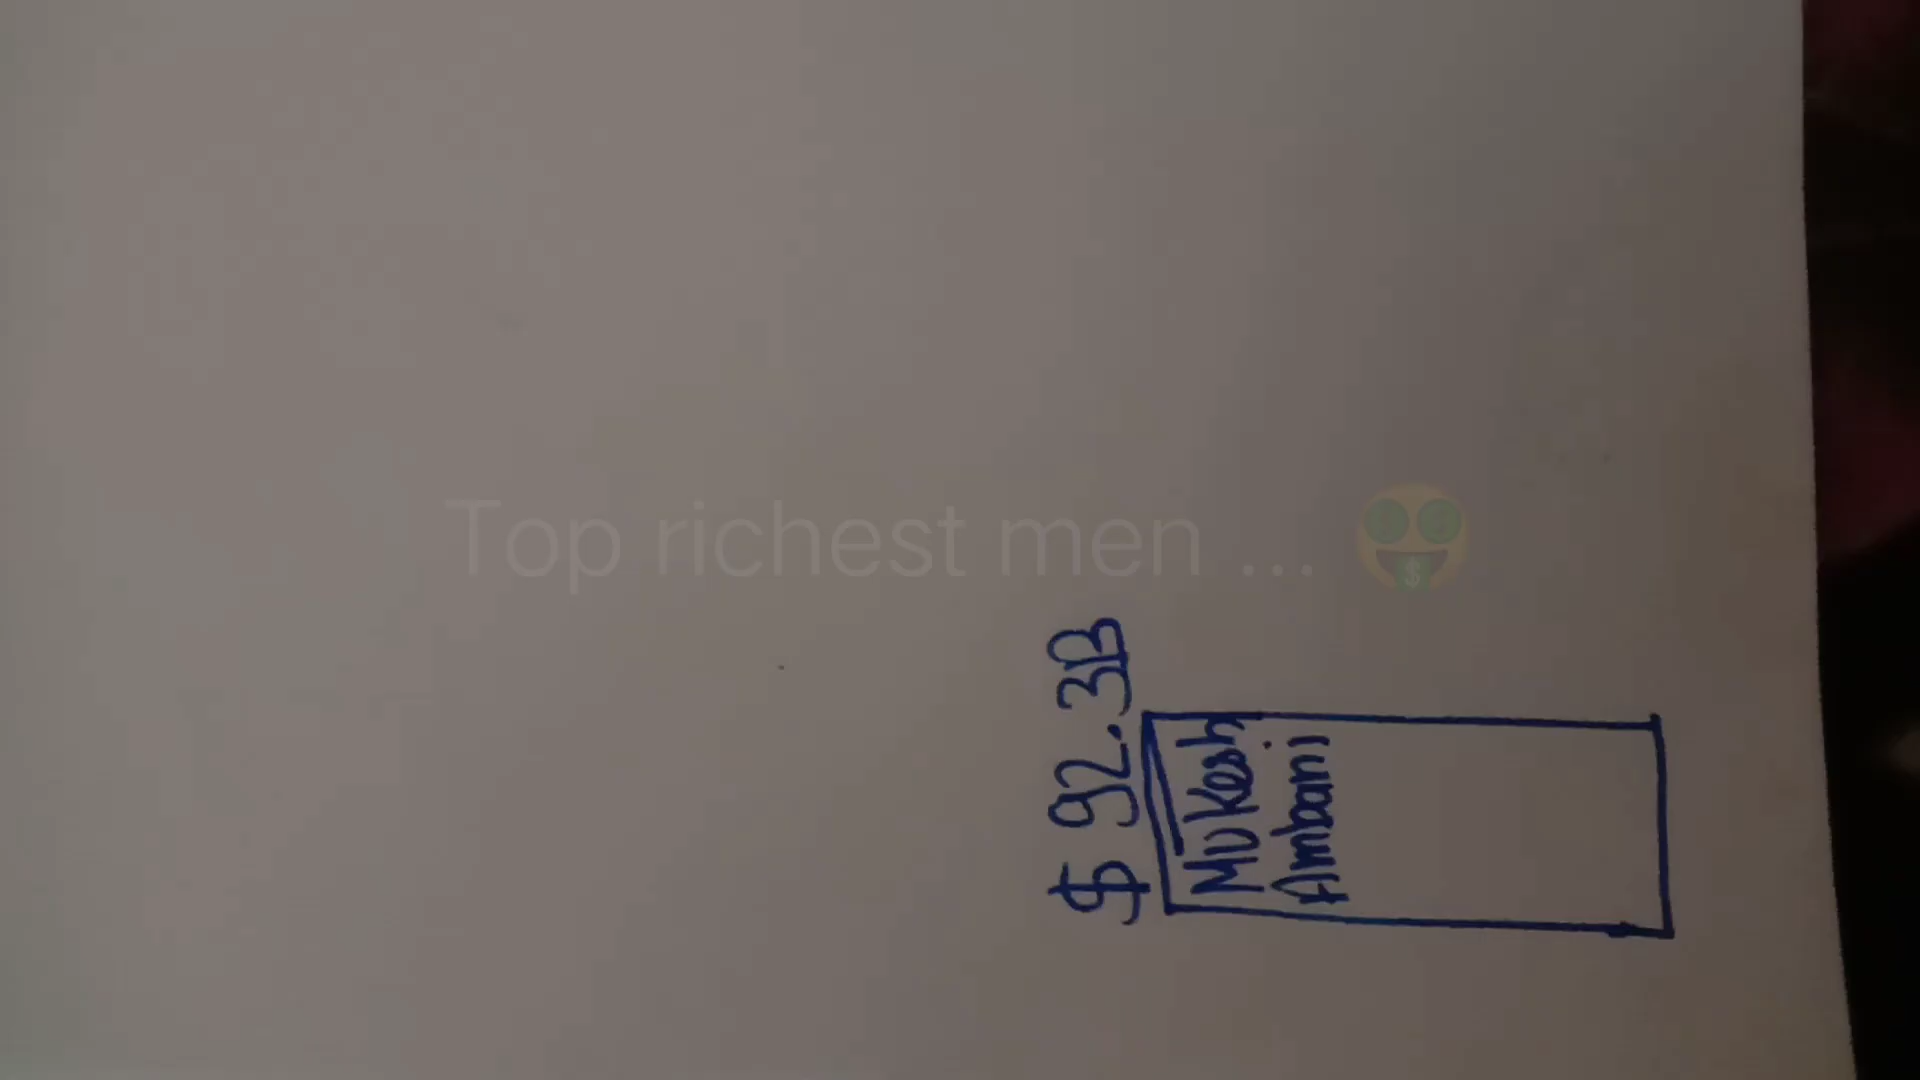 Top richest men ... 🤑
$ 92.3B
Mukesh
Ambani